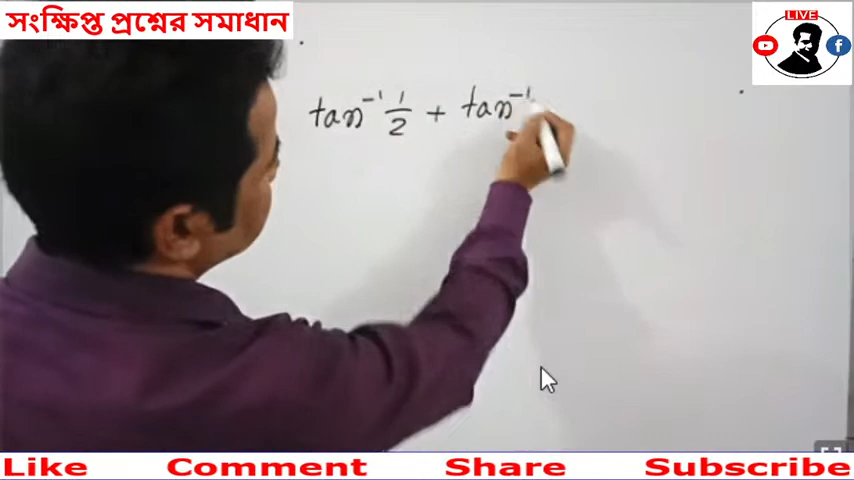 সংক্ষিপ্ত প্রশ্নের সমাধান
LIVE
tan⁻¹ 1/2 + tan⁻¹
Like Comment Share Subscribe